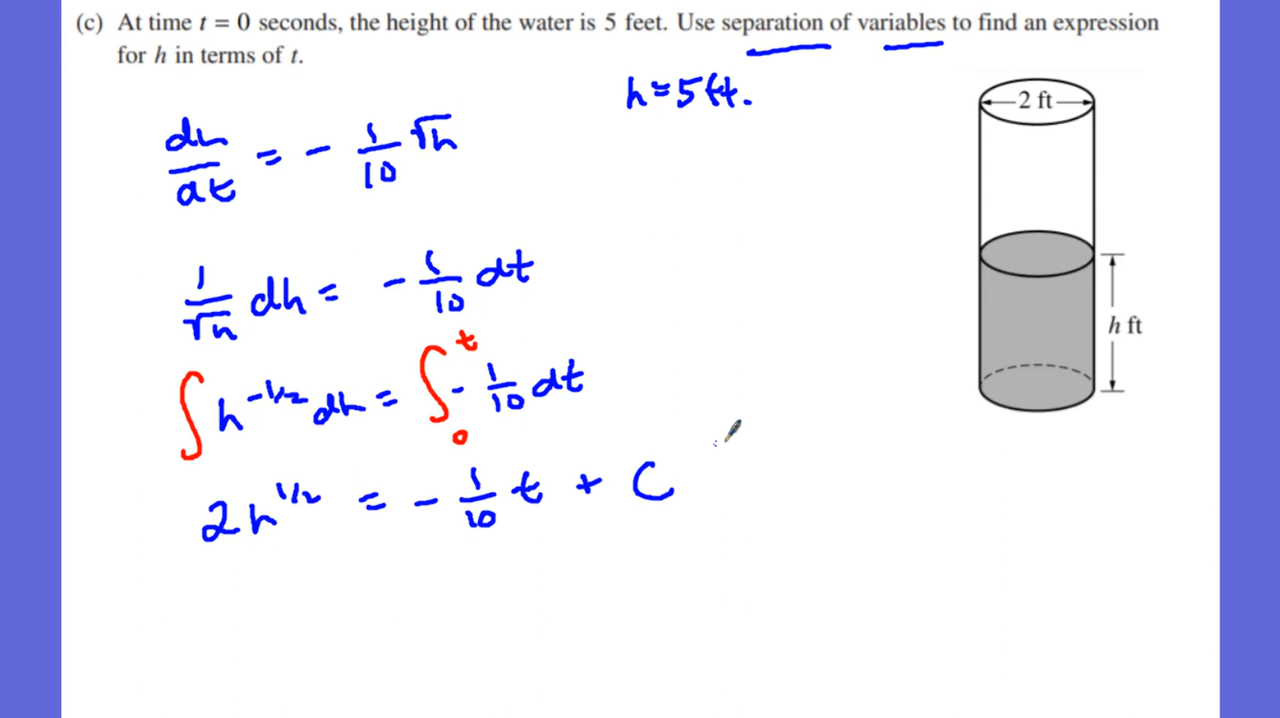 (c) At time t = 0 seconds, the height of the water is 5 feet. Use separation of variables to find an expression
for h in terms of t.
h = 5 ft.
2 ft
dh/dt = - 1/10 √h
1/√h dh = - 1/10 dt
h ft
∫ h^-1/2 dh = ∫_0^t - 1/10 dt
2h^1/2 = - 1/10 t + C